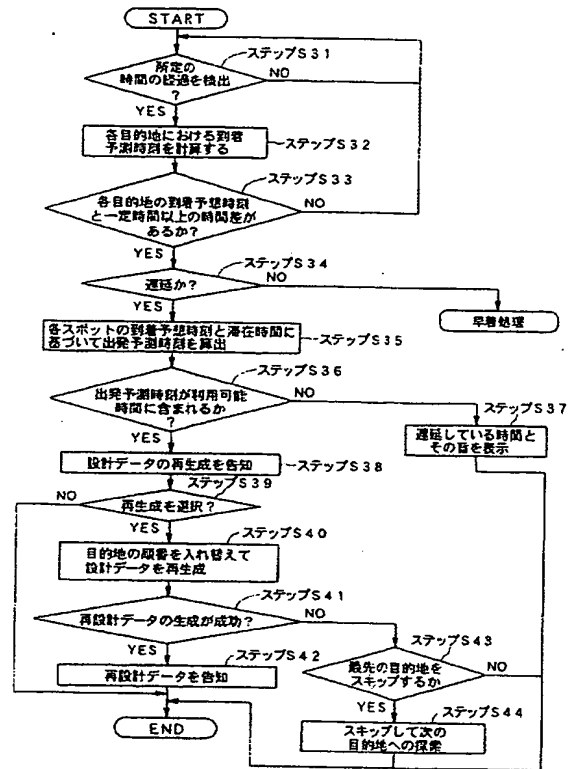 START
ステップS31
所定の
時間の経過を検出
?
NO
YES
各目的地における到着
予測時刻を計算する
ステップS32
ステップS33
各目的地の到着予想時刻
と一定時間以上の時間差が
あるか?
NO
YES
ステップS34
遅延か?
NO
YES
早着処理
各スポットの到着予想時刻と滞在時間に
基づいて出発予測時刻を算出
ステップS35
ステップS36
出発予測時刻が利用可能
時間に含まれるか
?
NO
YES
ステップS37
遅延している時間と
その旨を表示
設計データの再生成を告知
ステップS38
ステップS39
再生成を選択?
NO
YES
ステップS40
目的地の順番を入れ替えて
設計データを再生成
ステップS41
再設計データの生成が成功?
NO
YES
ステップS42
再設計データを告知
ステップS43
最先の目的地を
スキップするか
NO
YES
ステップS44
スキップして次の
目的地への探索
END